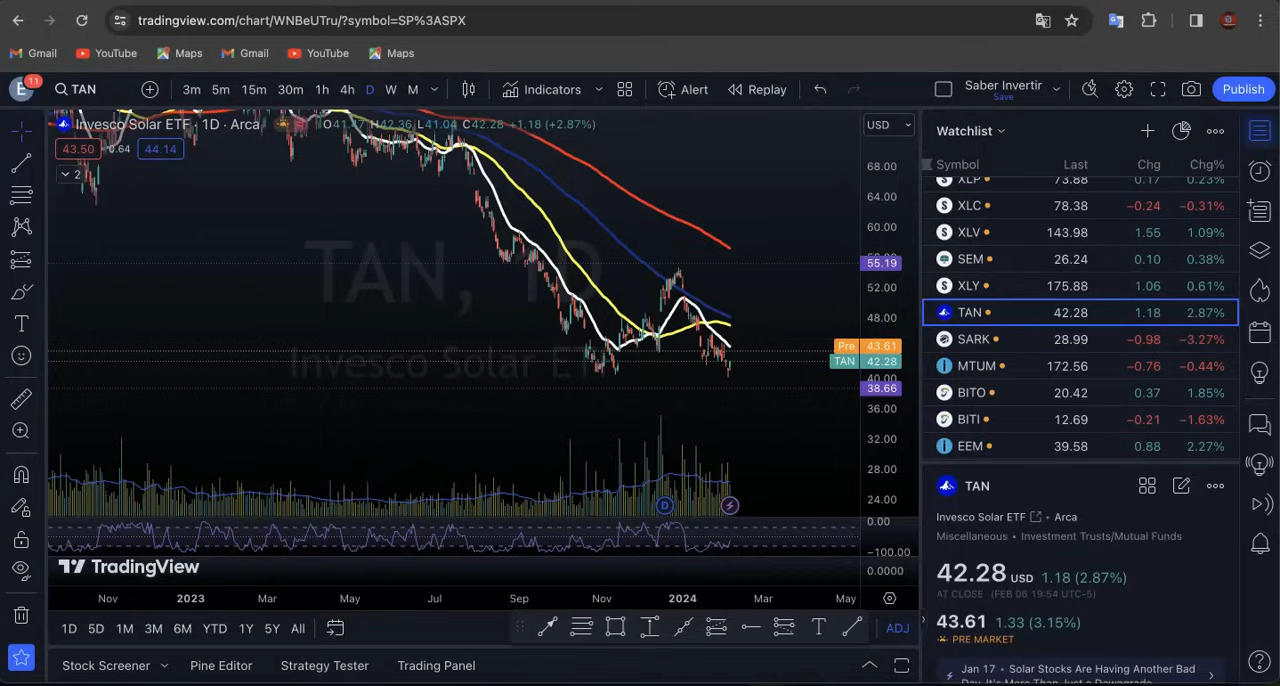 tradingview.com/chart/WNBeUTru/?symbol=SP%3ASPX
Gmail YouTube Maps Gmail YouTube Maps
E 11 TAN 3m 5m 15m 30m 1h 4h D W M Indicators Alert Replay Saber Invertir Save Publish
Invesco Solar ETF · 1D · Arca
H42.36 C42.28 +1.18 (+2.87%)
43.50 0.64 44.14
2
TAN, 1D
Invesco Solar ETF
USD
68.00
64.00
60.00
55.19
52.00
48.00
Pre 43.61
TAN 42.28
40.00
38.66
36.00
32.00
28.00
24.00
D
0.00
−100.00
0.0000
TradingView
Nov 2023 Mar May Jul Sep Nov 2024 Mar May
1D 5D 1M 3M 6M YTD 1Y 5Y All T ADJ
Stock Screener Pine Editor Strategy Tester Trading Panel
Watchlist
Symbol Last Chg Chg%
XLP 73.88 0.17 0.23%
XLC 78.38 −0.24 −0.31%
XLV 143.98 1.55 1.09%
SEM 26.24 0.10 0.38%
XLY 175.88 1.06 0.61%
TAN 42.28 1.18 2.87%
SARK 28.99 −0.98 −3.27%
MTUM 172.56 −0.76 −0.44%
BITO 20.42 0.37 1.85%
BITI 12.69 −0.21 −1.63%
EEM 39.58 0.88 2.27%
TAN
Invesco Solar ETF • Arca
Miscellaneous • Investment Trusts/Mutual Funds
42.28 USD 1.18 (2.87%)
AT CLOSE (FEB 06 19:54 UTC-5)
43.61 1.33 (3.15%)
PRE MARKET
Jan 17 • Solar Stocks Are Having Another Bad
Day. It's More Than Just a Downgrade.